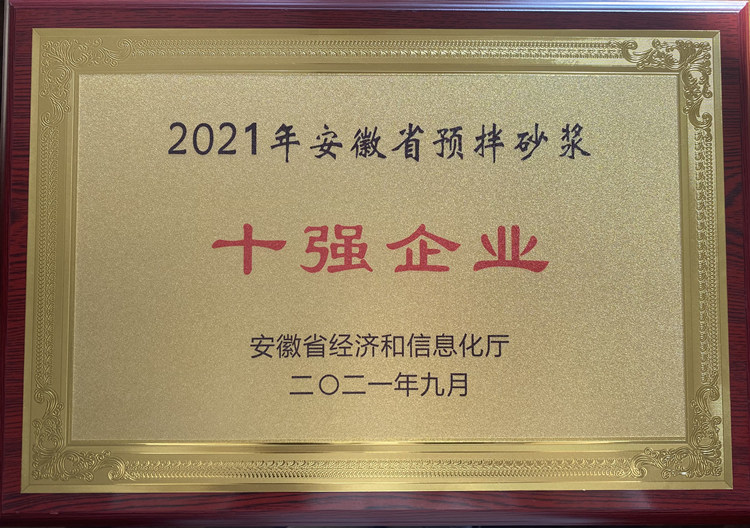 2021年安徽省预拌砂浆
十强企业
安徽省经济和信息化厅
二〇二一年九月